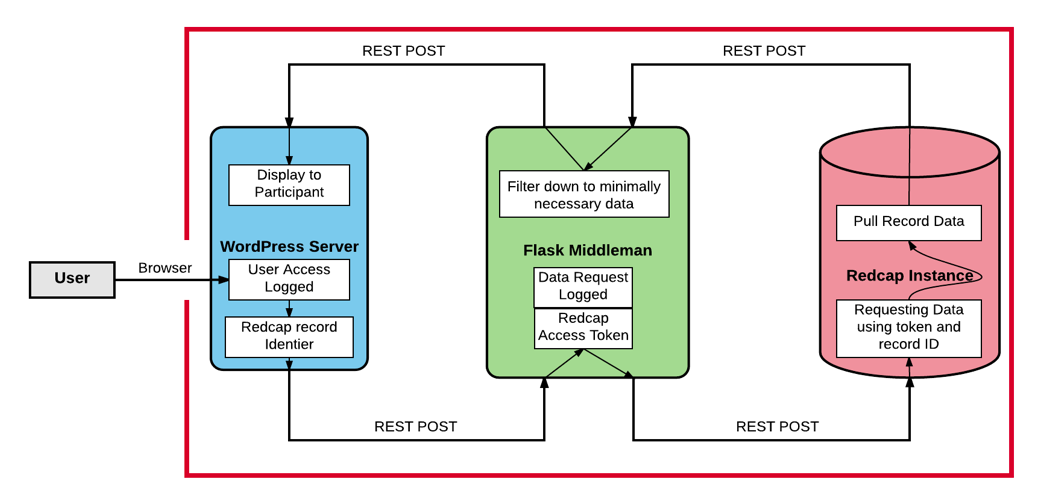 REST POST
REST POST
Display to
Participant
Filter down to minimally
necessary data
Pull Record Data
WordPress Server
Flask Middleman
Redcap Instance
User
Browser
User Access
Logged
Data Request
Logged
Redcap record
Identier
Redcap
Access Token
Requesting Data
using token and
record ID
REST POST
REST POST